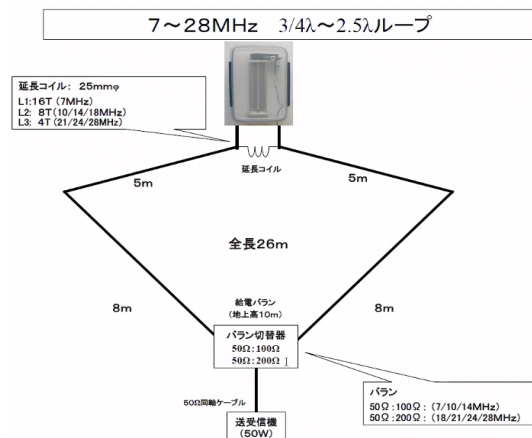 7～28MHz 3/4λ～2.5λループ
延長コイル： 25mmφ
L1:16T (7MHz)
L2: 8T(10/14/18MHz)
L3: 4T(21/24/28MHz)
延長コイル
5m
5m
全長26m
8m
8m
給電バラン
(地上高10m)
バラン切替器
50Ω:100Ω
50Ω:200Ω
バラン
50Ω:100Ω:(7/10/14MHz)
50Ω:200Ω:(18/21/24/28MHz)
50Ω同軸ケーブル
送受信機
(50W)